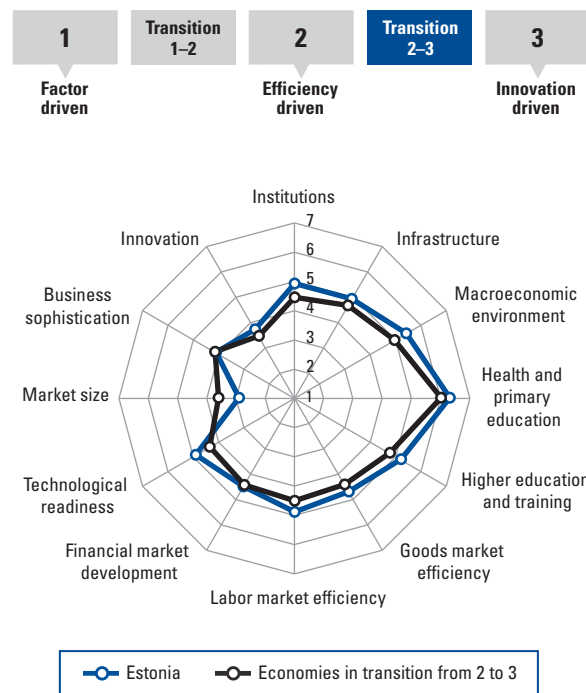 1
Transition
1–2
2
Transition
2–3
3
Factor
driven
Efficiency
driven
Innovation
driven
Institutions
7
6
5
4
3
2
1
Infrastructure
Macroeconomic
environment
Health and
primary
education
Higher education
and training
Goods market
efficiency
Labor market efficiency
Financial market
development
Technological
readiness
Market size
Business
sophistication
Innovation
Estonia
Economies in transition from 2 to 3